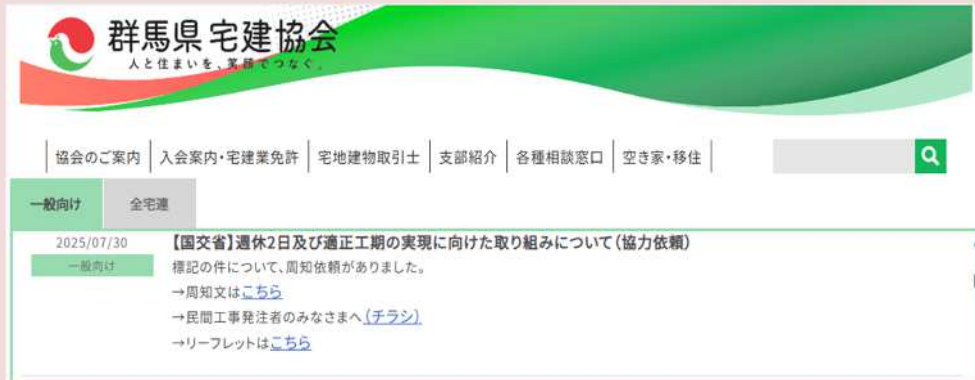 群馬県宅建協会
人と住まいを、笑顔でつなぐ。
協会のご案内 入会案内・宅建業免許 宅地建物取引士 支部紹介 各種相談窓口 空き家・移住
一般向け 全宅連
2025/07/30 【国交省】週休2日及び適正工期の実現に向けた取り組みについて(協力依頼)
一般向け 標記の件について、周知依頼がありました。
→周知文はこちら
→民間工事発注者のみなさまへ(チラシ)
→リーフレットはこちら